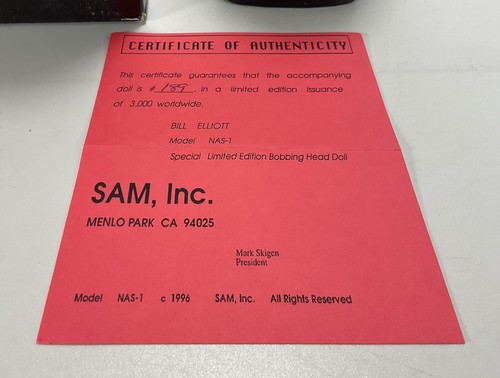 CERTIFICATE OF AUTHENTICITY
This certificate guarantees that the accompanying
doll is # 189 in a limited edition issuance
of 3,000 worldwide.
BILL ELLIOTT
Model NAS-1
Special Limited Edition Bobbing Head Doll
SAM, Inc.
MENLO PARK CA 94025
Mark Skigen
President
Model NAS-1 c 1996 SAM, Inc. All Rights Reserved